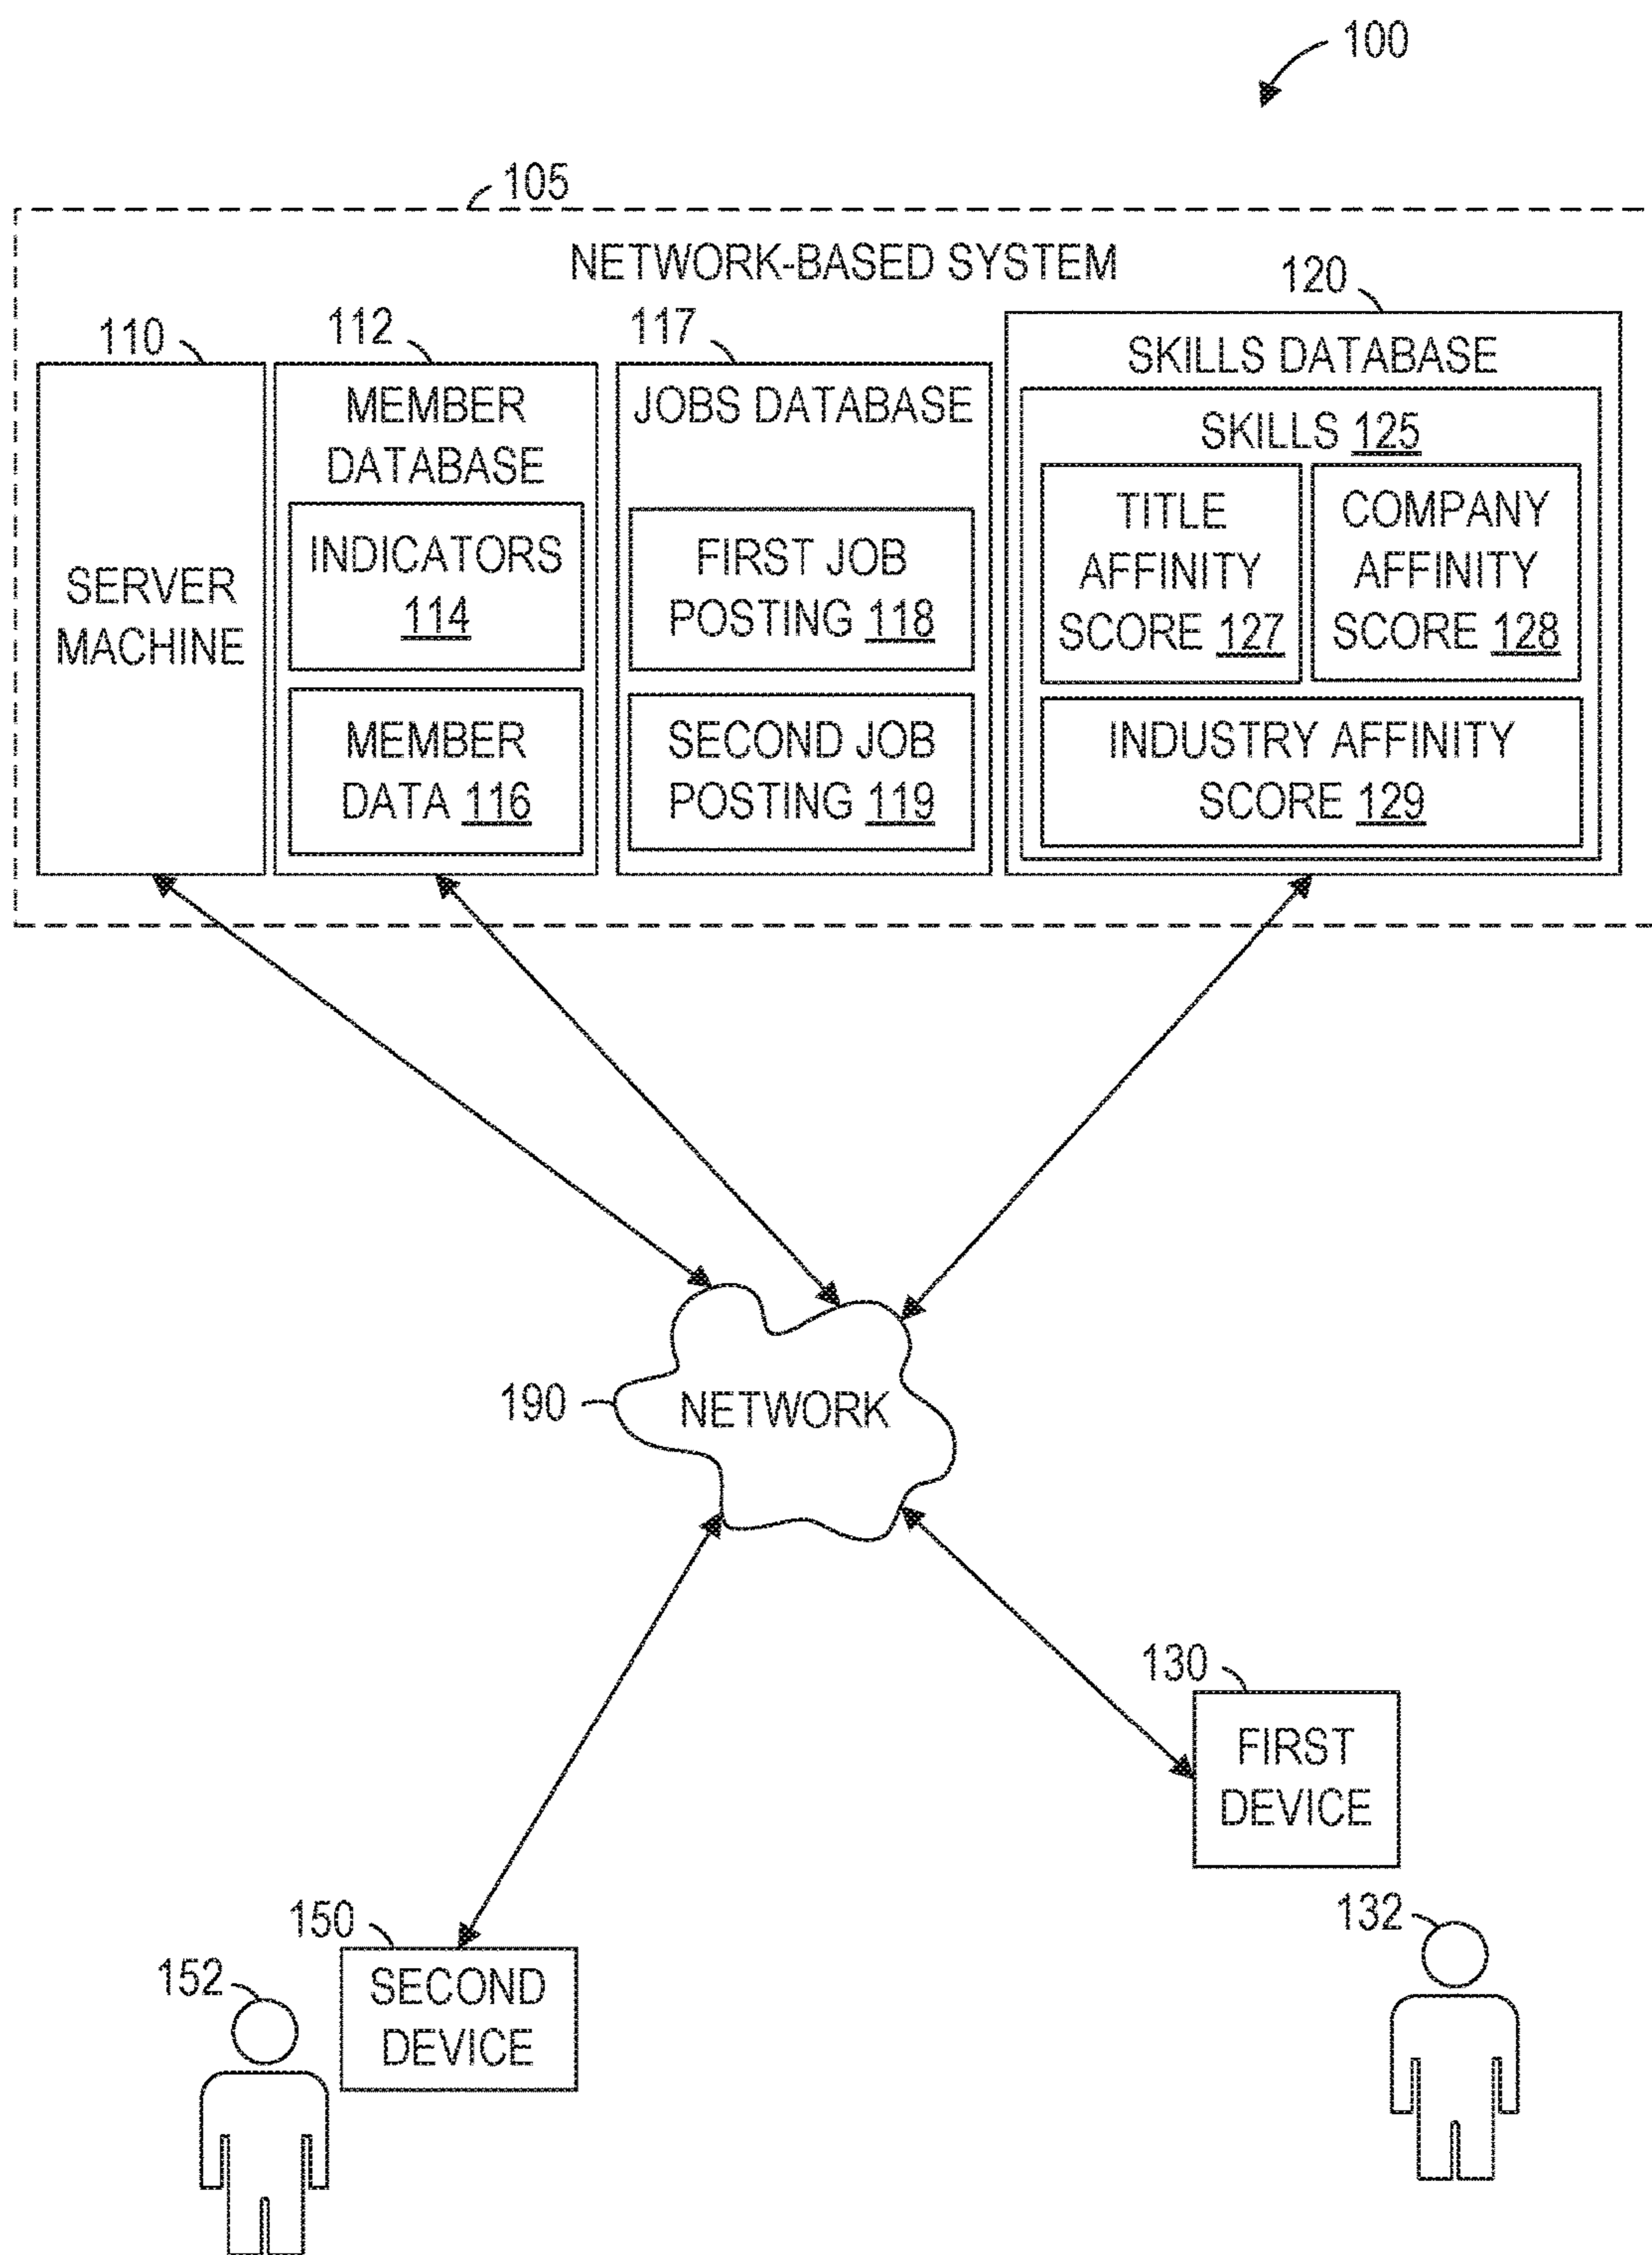 100
105
NETWORK-BASED SYSTEM
110
112
117
120
SERVER
MACHINE
MEMBER
DATABASE
INDICATORS
114
MEMBER
DATA 116
JOBS DATABASE
FIRST JOB
POSTING 118
SECOND JOB
POSTING 119
SKILLS DATABASE
SKILLS 125
TITLE
AFFINITY
SCORE 127
COMPANY
AFFINITY
SCORE 128
INDUSTRY AFFINITY
SCORE 129
190
NETWORK
130
FIRST
DEVICE
132
150
SECOND
DEVICE
152